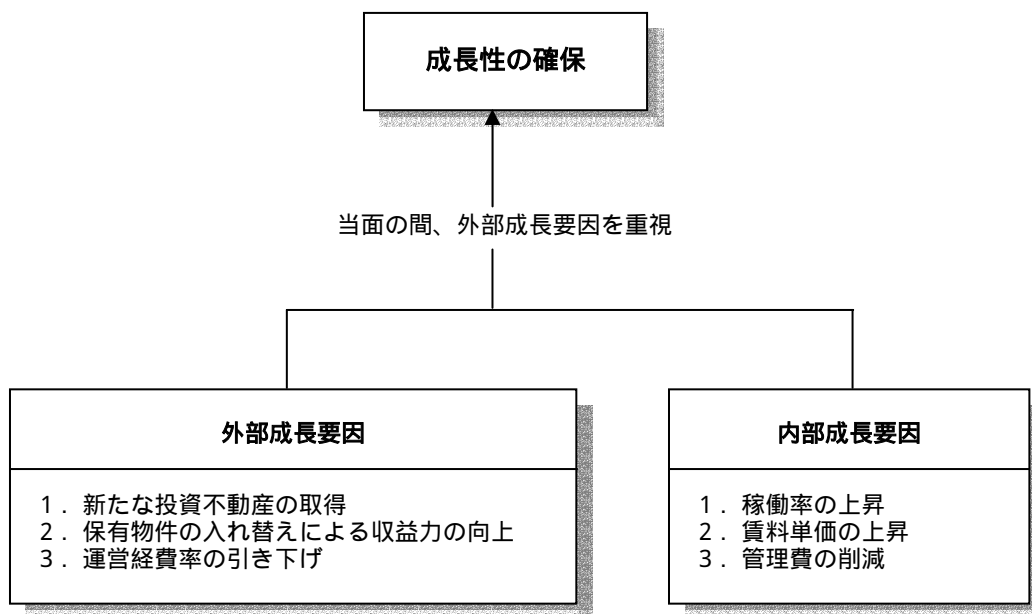 成長性の確保
当面の間、外部成長要因を重視
外部成長要因
1．新たな投資不動産の取得
2．保有物件の入れ替えによる収益力の向上
3．運営経費率の引き下げ
内部成長要因
1．稼働率の上昇
2．賃料単価の上昇
3．管理費の削減